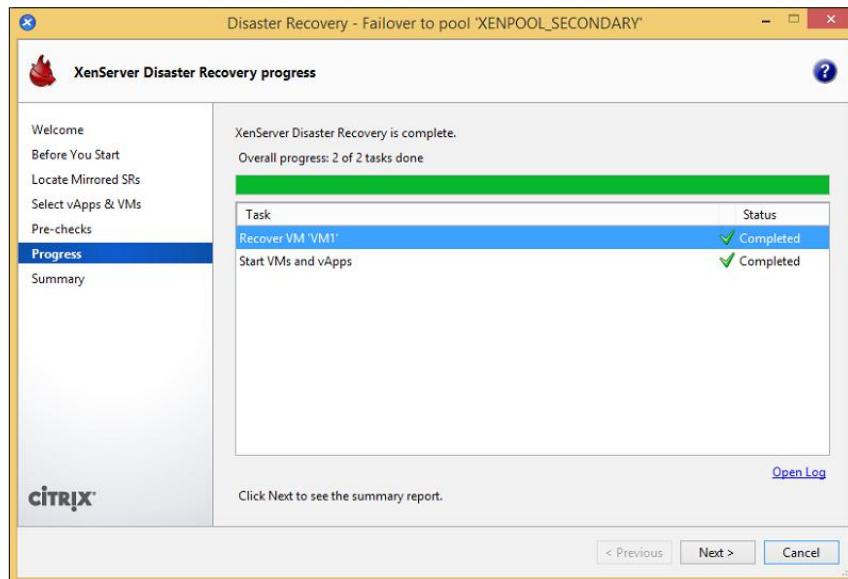 Disaster Recovery - Failover to pool 'XENPOOL_SECONDARY'
XenServer Disaster Recovery progress
?
Welcome
Before You Start
Locate Mirrored SRs
Select vApps & VMs
Pre-checks
Progress
Summary
CİTRIX
XenServer Disaster Recovery is complete.
Overall progress: 2 of 2 tasks done
Task Status
Recover VM 'VM1' Completed
Start VMs and vApps Completed
Open Log
Click Next to see the summary report.
< Previous Next > Cancel